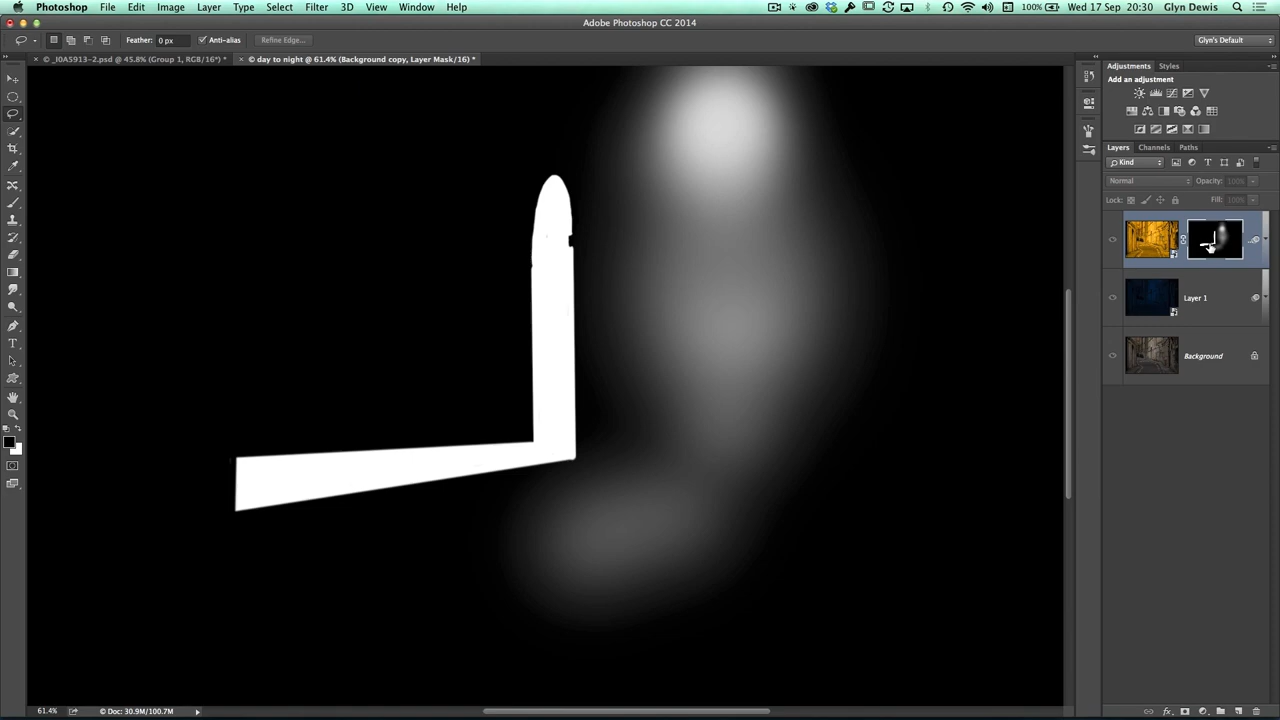 Photoshop File Edit Image Layer Type Select Filter 3D View Window Help 100% Wed 17 Sep 20:30 Glyn Dewis
Adobe Photoshop CC 2014
Feather: 0 px Anti-alias Refine Edge... Glyn's Default
© _I0A5913-2.psd @ 45.8% (Group 1, RGB/16*) * © day to night @ 61.4% (Background copy, Layer Mask/16) *
Adjustments Styles
Add an adjustment
Layers Channels Paths
Kind
Normal Opacity: 100%
Lock: Fill: 100%
Layer 1
Background
61.4% © Doc: 30.9M/100.7M